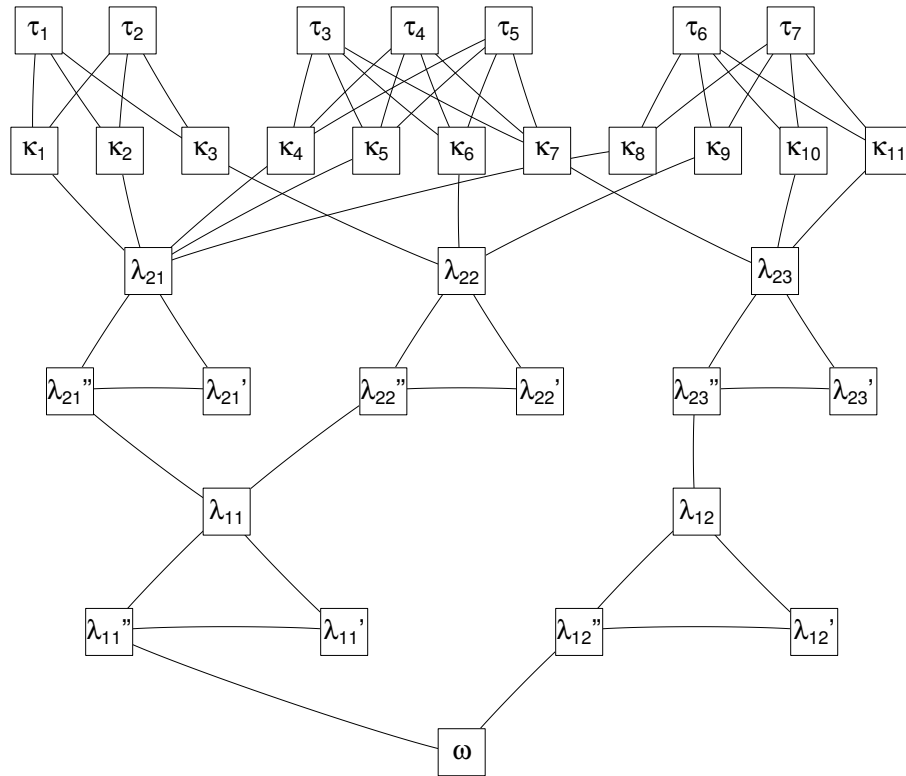 τ1 τ2 τ3 τ4 τ5 τ6 τ7
κ1 κ2 κ3 κ4 κ5 κ6 κ7 κ8 κ9 κ10 κ11
λ21 λ22 λ23
λ21" λ21' λ22" λ22' λ23" λ23'
λ11 λ12
λ11" λ11' λ12" λ12'
ω